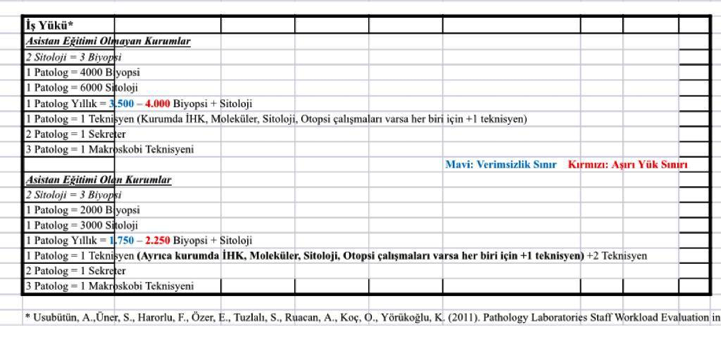 İş Yükü*
Asistan Eğitimi Olmayan Kurumlar
2 Sitoloji = 3 Biyopsi
1 Patolog = 4000 Biyopsi
1 Patolog = 6000 Sitoloji
1 Patolog Yıllık = 3.500 – 4.000 Biyopsi + Sitoloji
1 Patolog = 1 Teknisyen (Kurumda İHK, Moleküler, Sitoloji, Otopsi çalışmaları varsa her biri için +1 teknisyen)
2 Patolog = 1 Sekreter
3 Patolog = 1 Makroskobi Teknisyeni
Mavi: Verimsizlik Sınır Kırmızı: Aşırı Yük Sınırı
Asistan Eğitimi Olan Kurumlar
2 Sitoloji = 3 Biyopsi
1 Patolog = 2000 Biyopsi
1 Patolog = 3000 Sitoloji
1 Patolog Yıllık = 1.750 – 2.250 Biyopsi + Sitoloji
1 Patolog = 1 Teknisyen (Ayrıca kurumda İHK, Moleküler, Sitoloji, Otopsi çalışmaları varsa her biri için +1 teknisyen) +2 Teknisyen
2 Patolog = 1 Sekreter
3 Patolog = 1 Makroskobi Teknisyeni
* Usubütün, A.,Üner, S., Harorlu, F., Özer, E., Tuzlalı, S., Ruacan, A., Koç, O., Yörükoğlu, K. (2011). Pathology Laboratories Staff Workload Evaluation in